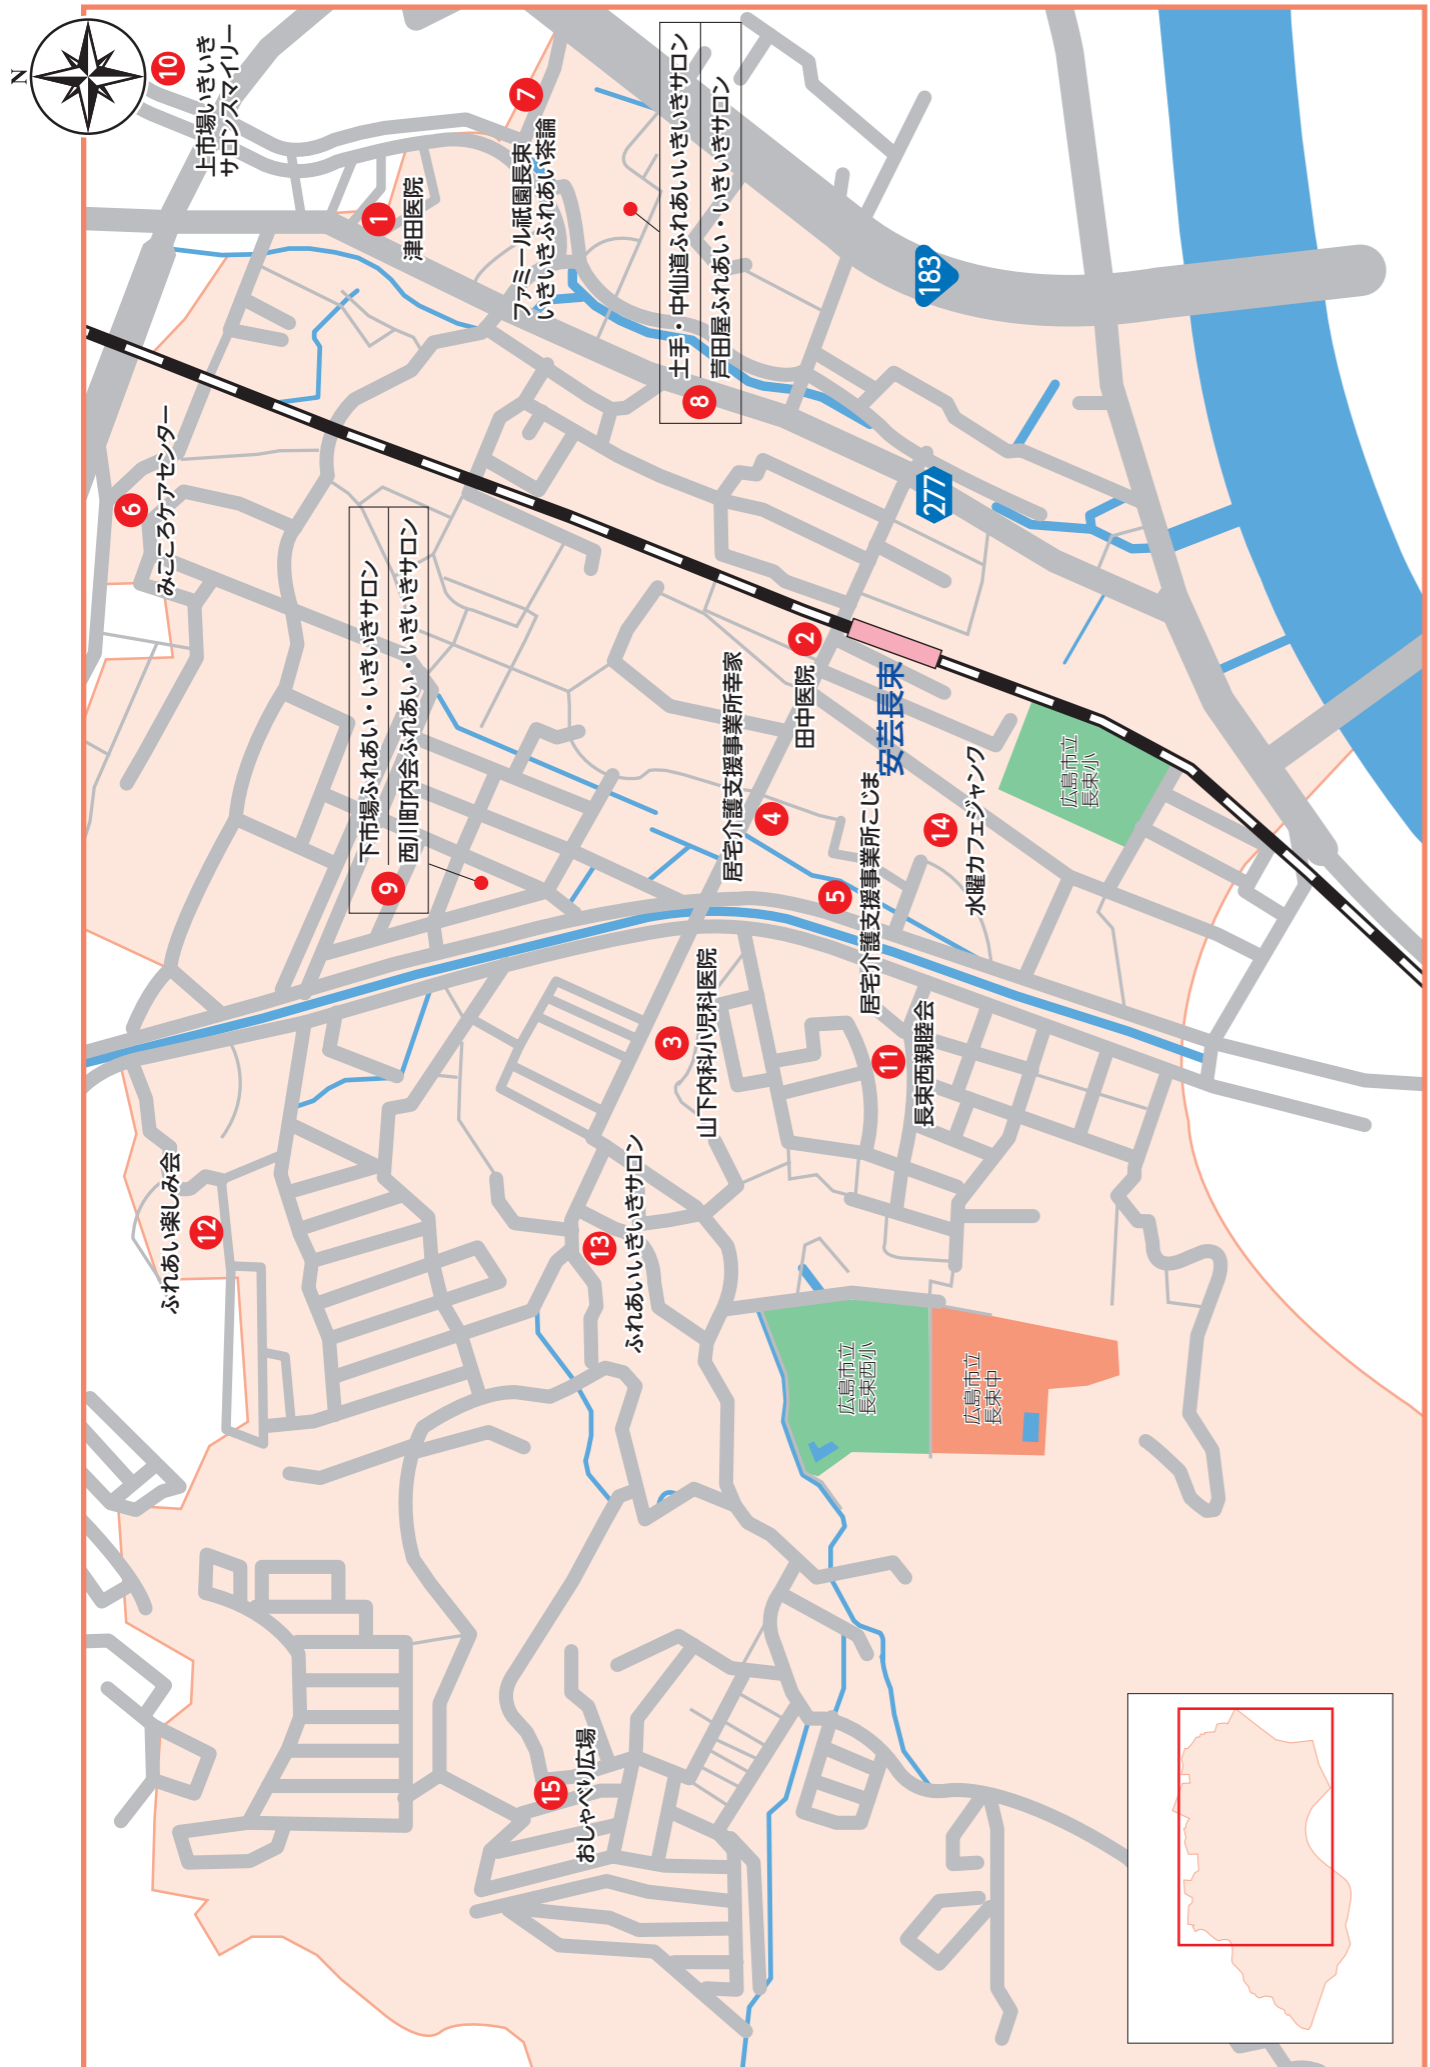 N
10
上市場いきいき
サロンスマイリー
1
津田医院
7
ファミール祇園長束
いきいきふれあい茶論
8
土手・中仙道ふれあいいきいきサロン
芦田屋ふれあい・いきいきサロン
183
277
6
みこころケアセンター
9
下市場ふれあい・いきいきサロン
西川町内会ふれあい・いきいきサロン
2
田中医院
安芸長束
居宅介護支援事業所幸家
4
5
居宅介護支援事業所こじま
14
水曜カフェジャンク
広島市立
長束小
3
山下内科小児科医院
11
長束西親睦会
12
ふれあい楽しみ会
13
ふれあいいきいきサロン
広島市立
長束西小
広島市立
長束中
15
おしゃべり広場